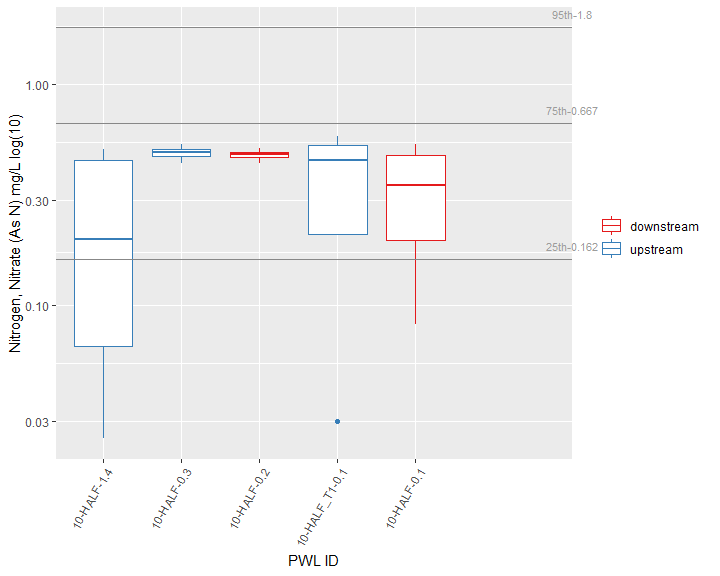 95th-1.8
75th-0.667
25th-0.162
1.00
0.30
0.10
0.03
Nitrogen, Nitrate (As N) mg/L log(10)
10-HALF-1.4
10-HALF-0.3
10-HALF-0.2
10-HALF_T1-0.1
10-HALF-0.1
PWL ID
downstream
upstream